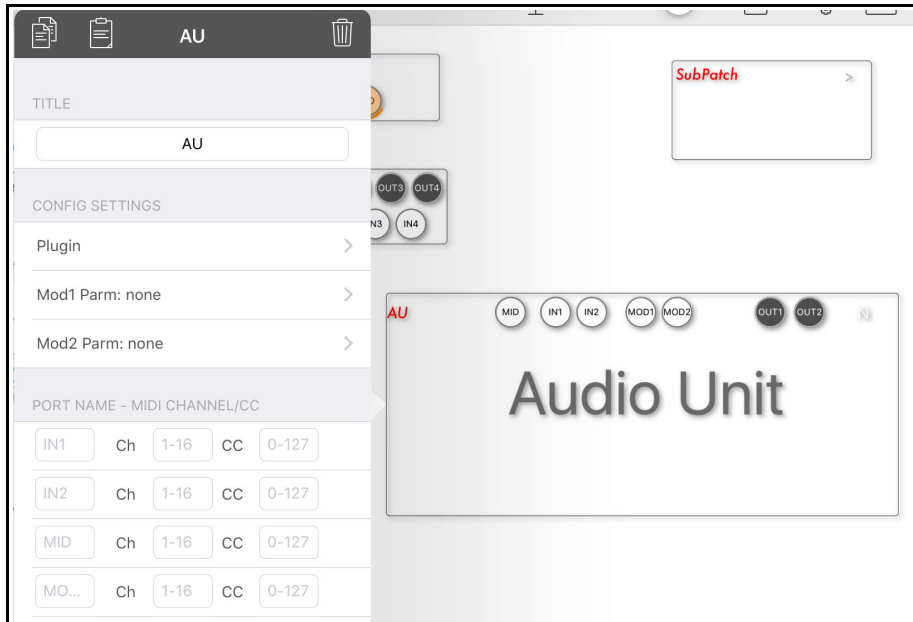 AU
TITLE
AU
CONFIG SETTINGS
Plugin
Mod1 Parm: none
Mod2 Parm: none
PORT NAME - MIDI CHANNEL/CC
IN1 Ch 1-16 CC 0-127
IN2 Ch 1-16 CC 0-127
MID Ch 1-16 CC 0-127
MO... Ch 1-16 CC 0-127
SubPatch >
OUT3 OUT4
IN4
AU MID IN1 IN2 MOD1 MOD2 OUT1 OUT2
Audio Unit